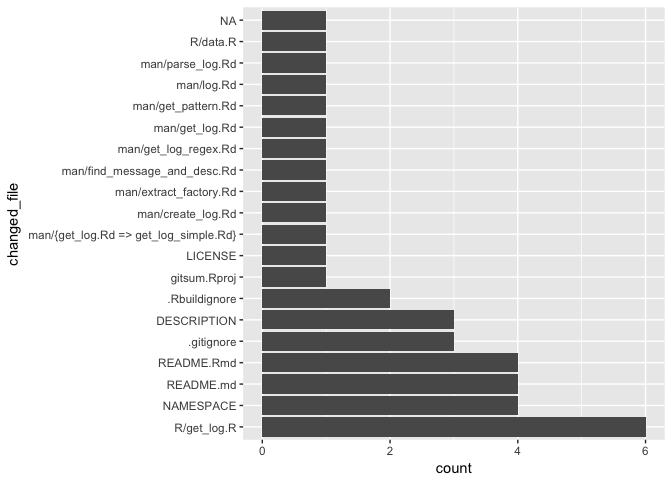 NA
R/data.R
man/parse_log.Rd
man/log.Rd
man/get_pattern.Rd
man/get_log.Rd
man/get_log_regex.Rd
man/find_message_and_desc.Rd
man/extract_factory.Rd
man/create_log.Rd
man/{get_log.Rd => get_log_simple.Rd}
LICENSE
gitsum.Rproj
.Rbuildignore
DESCRIPTION
.gitignore
README.Rmd
README.md
NAMESPACE
R/get_log.R
changed_file
0 2 4 6
count